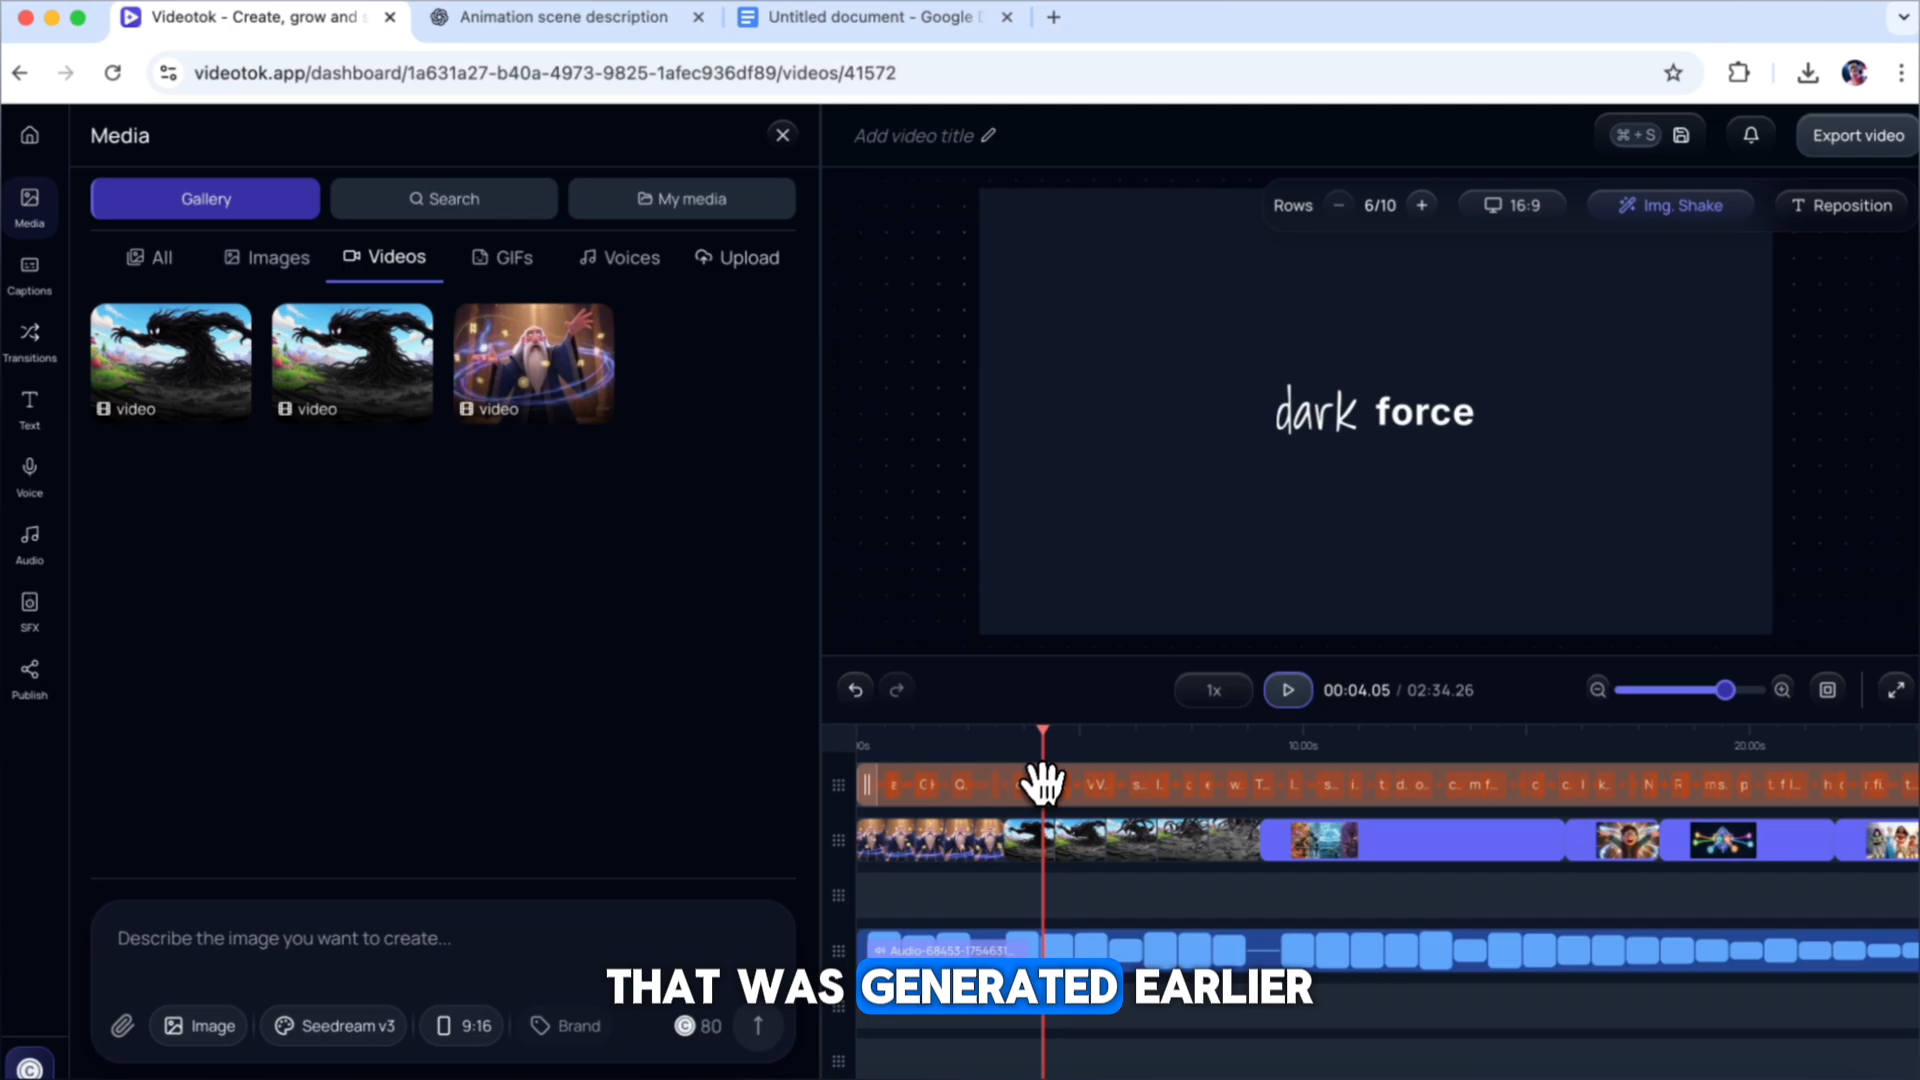 Videotok - Create, grow and
Animation scene description
Untitled document - Google
videotok.app/dashboard/1a631a27-b40a-4973-9825-1afec936df89/videos/41572
Media
Add video title
⌘ + S
Export video
Gallery
Search
My media
Rows
6/10
16:9
Img. Shake
Reposition
Media
Captions
Transitions
Text
Voice
Audio
SFX
Publish
All
Images
Videos
GIFs
Voices
Upload
video
video
video
dark force
1x
00:04.05 / 02:34.26
10.00s
20.00s
Audio-68453-1754631...
Describe the image you want to create...
THAT WAS GENERATED EARLIER
Image
Seedream v3
9:16
Brand
80